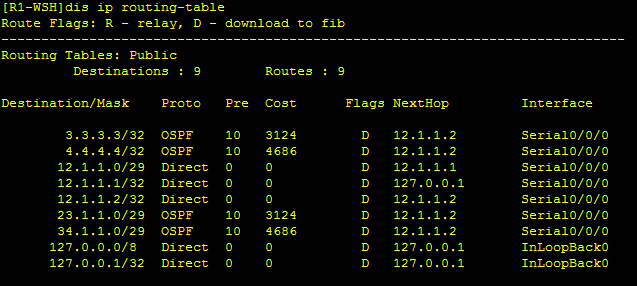 [R1-WSH]dis ip routing-table
Route Flags: R - relay, D - download to fib
------------------------------------------------------------------------------
Routing Tables: Public
         Destinations : 9        Routes : 9

Destination/Mask    Proto  Pre  Cost      Flags NextHop         Interface

        3.3.3.3/32  OSPF   10   3124        D   12.1.1.2        Serial0/0/0
        4.4.4.4/32  OSPF   10   4686        D   12.1.1.2        Serial0/0/0
       12.1.1.0/29  Direct 0    0           D   12.1.1.1        Serial0/0/0
       12.1.1.1/32  Direct 0    0           D   127.0.0.1       Serial0/0/0
       12.1.1.2/32  Direct 0    0           D   12.1.1.2        Serial0/0/0
       23.1.1.0/29  OSPF   10   3124        D   12.1.1.2        Serial0/0/0
       34.1.1.0/29  OSPF   10   4686        D   12.1.1.2        Serial0/0/0
      127.0.0.0/8   Direct 0    0           D   127.0.0.1       InLoopBack0
      127.0.0.1/32  Direct 0    0           D   127.0.0.1       InLoopBack0